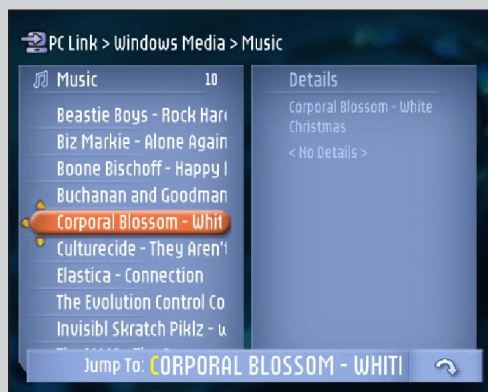 PC Link > Windows Media > Music
Music 10
Beastie Boys - Rock Har
Biz Markie - Alone Again
Boone Bischoff - Happy
Buchanan and Goodman
Corporal Blossom - Whit
Culturecide - They Aren't
Elastica - Connection
The Evolution Control Co
Invisibl Skratch Piklz - w
Jump To: CORPORAL BLOSSOM - WHITI
Details
Corporal Blossom - White
Christmas
< No Details >